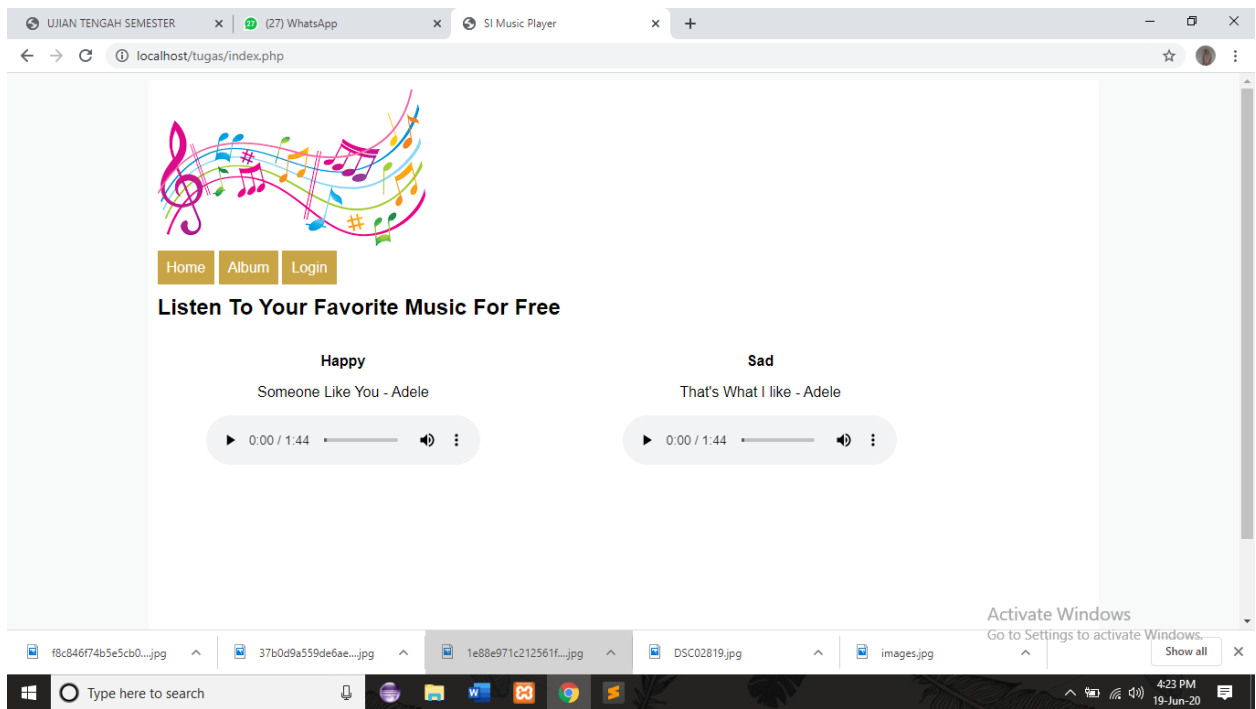 UJIAN TENGAH SEMESTER
27
(27) WhatsApp
SI Music Player
localhost/tugas/index.php
Home Album Login
Listen To Your Favorite Music For Free
Happy Sad
Someone Like You - Adele That's What I like - Adele
0:00 / 1:44 0:00 / 1:44
Activate Windows
Go to Settings to activate Windows.
f8c846f74b5e5cb0....jpg 37b0d9a559de6ae....jpg 1e88e971c212561f....jpg DSC02819.jpg images.jpg Show all
Type here to search
4:23 PM
19-Jun-20